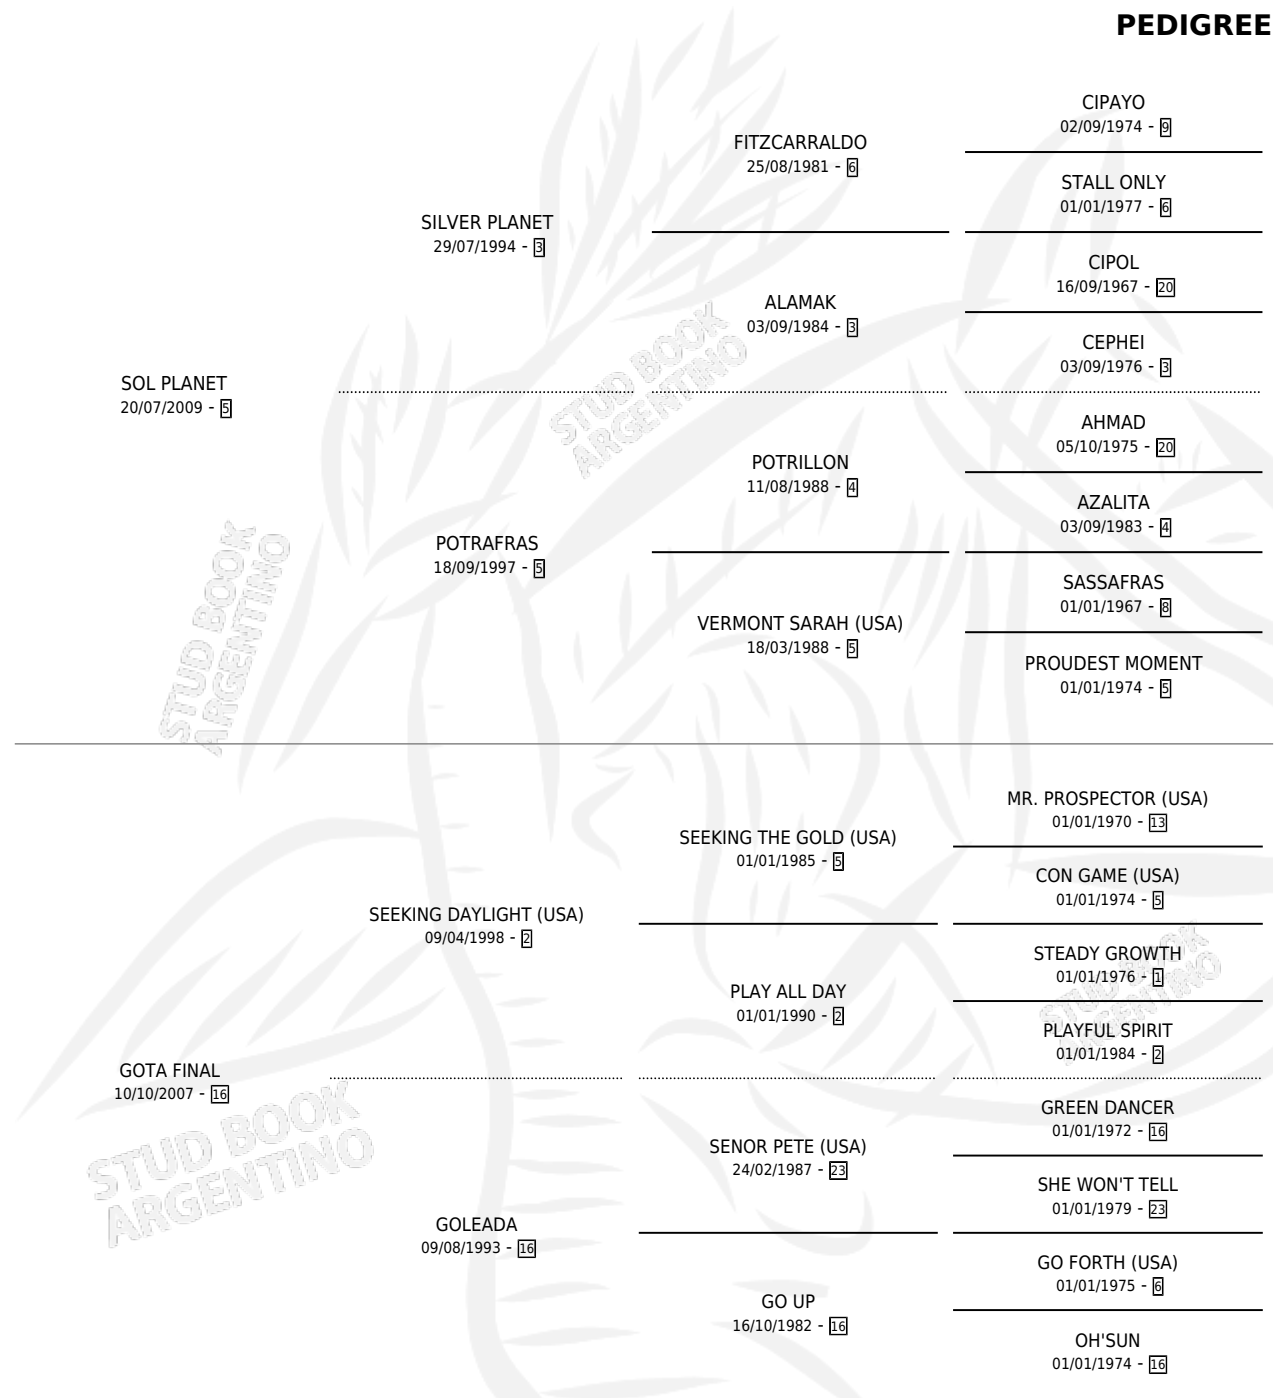 PEDIGREE
CIPAYO
02/09/1974 - 9
FITZCARRALDO
25/08/1981 - 6
STALL ONLY
01/01/1977 - 6
SILVER PLANET
29/07/1994 - 3
CIPOL
16/09/1967 - 20
ALAMAK
03/09/1984 - 3
CEPHEI
03/09/1976 - 3
SOL PLANET
20/07/2009 - 5
AHMAD
05/10/1975 - 20
POTRILLON
11/08/1988 - 4
AZALITA
03/09/1983 - 4
POTRAFRAS
18/09/1997 - 5
SASSAFRAS
01/01/1967 - 8
VERMONT SARAH (USA)
18/03/1988 - 5
PROUDEST MOMENT
01/01/1974 - 5
MR. PROSPECTOR (USA)
01/01/1970 - 13
SEEKING THE GOLD (USA)
01/01/1985 - 5
CON GAME (USA)
01/01/1974 - 5
SEEKING DAYLIGHT (USA)
09/04/1998 - 2
STEADY GROWTH
01/01/1976 - 1
PLAY ALL DAY
01/01/1990 - 2
PLAYFUL SPIRIT
01/01/1984 - 2
GOTA FINAL
10/10/2007 - 16
GREEN DANCER
01/01/1972 - 16
SENOR PETE (USA)
24/02/1987 - 23
SHE WON'T TELL
01/01/1979 - 23
GOLEADA
09/08/1993 - 16
GO FORTH (USA)
01/01/1975 - 6
GO UP
16/10/1982 - 16
OH'SUN
01/01/1974 - 16
STUD BOOK
ARGENTINO
STUD BOOK
ARGENTINO
STUD BOOK
ARGENTINO
STUD BOOK
ARGENTINO